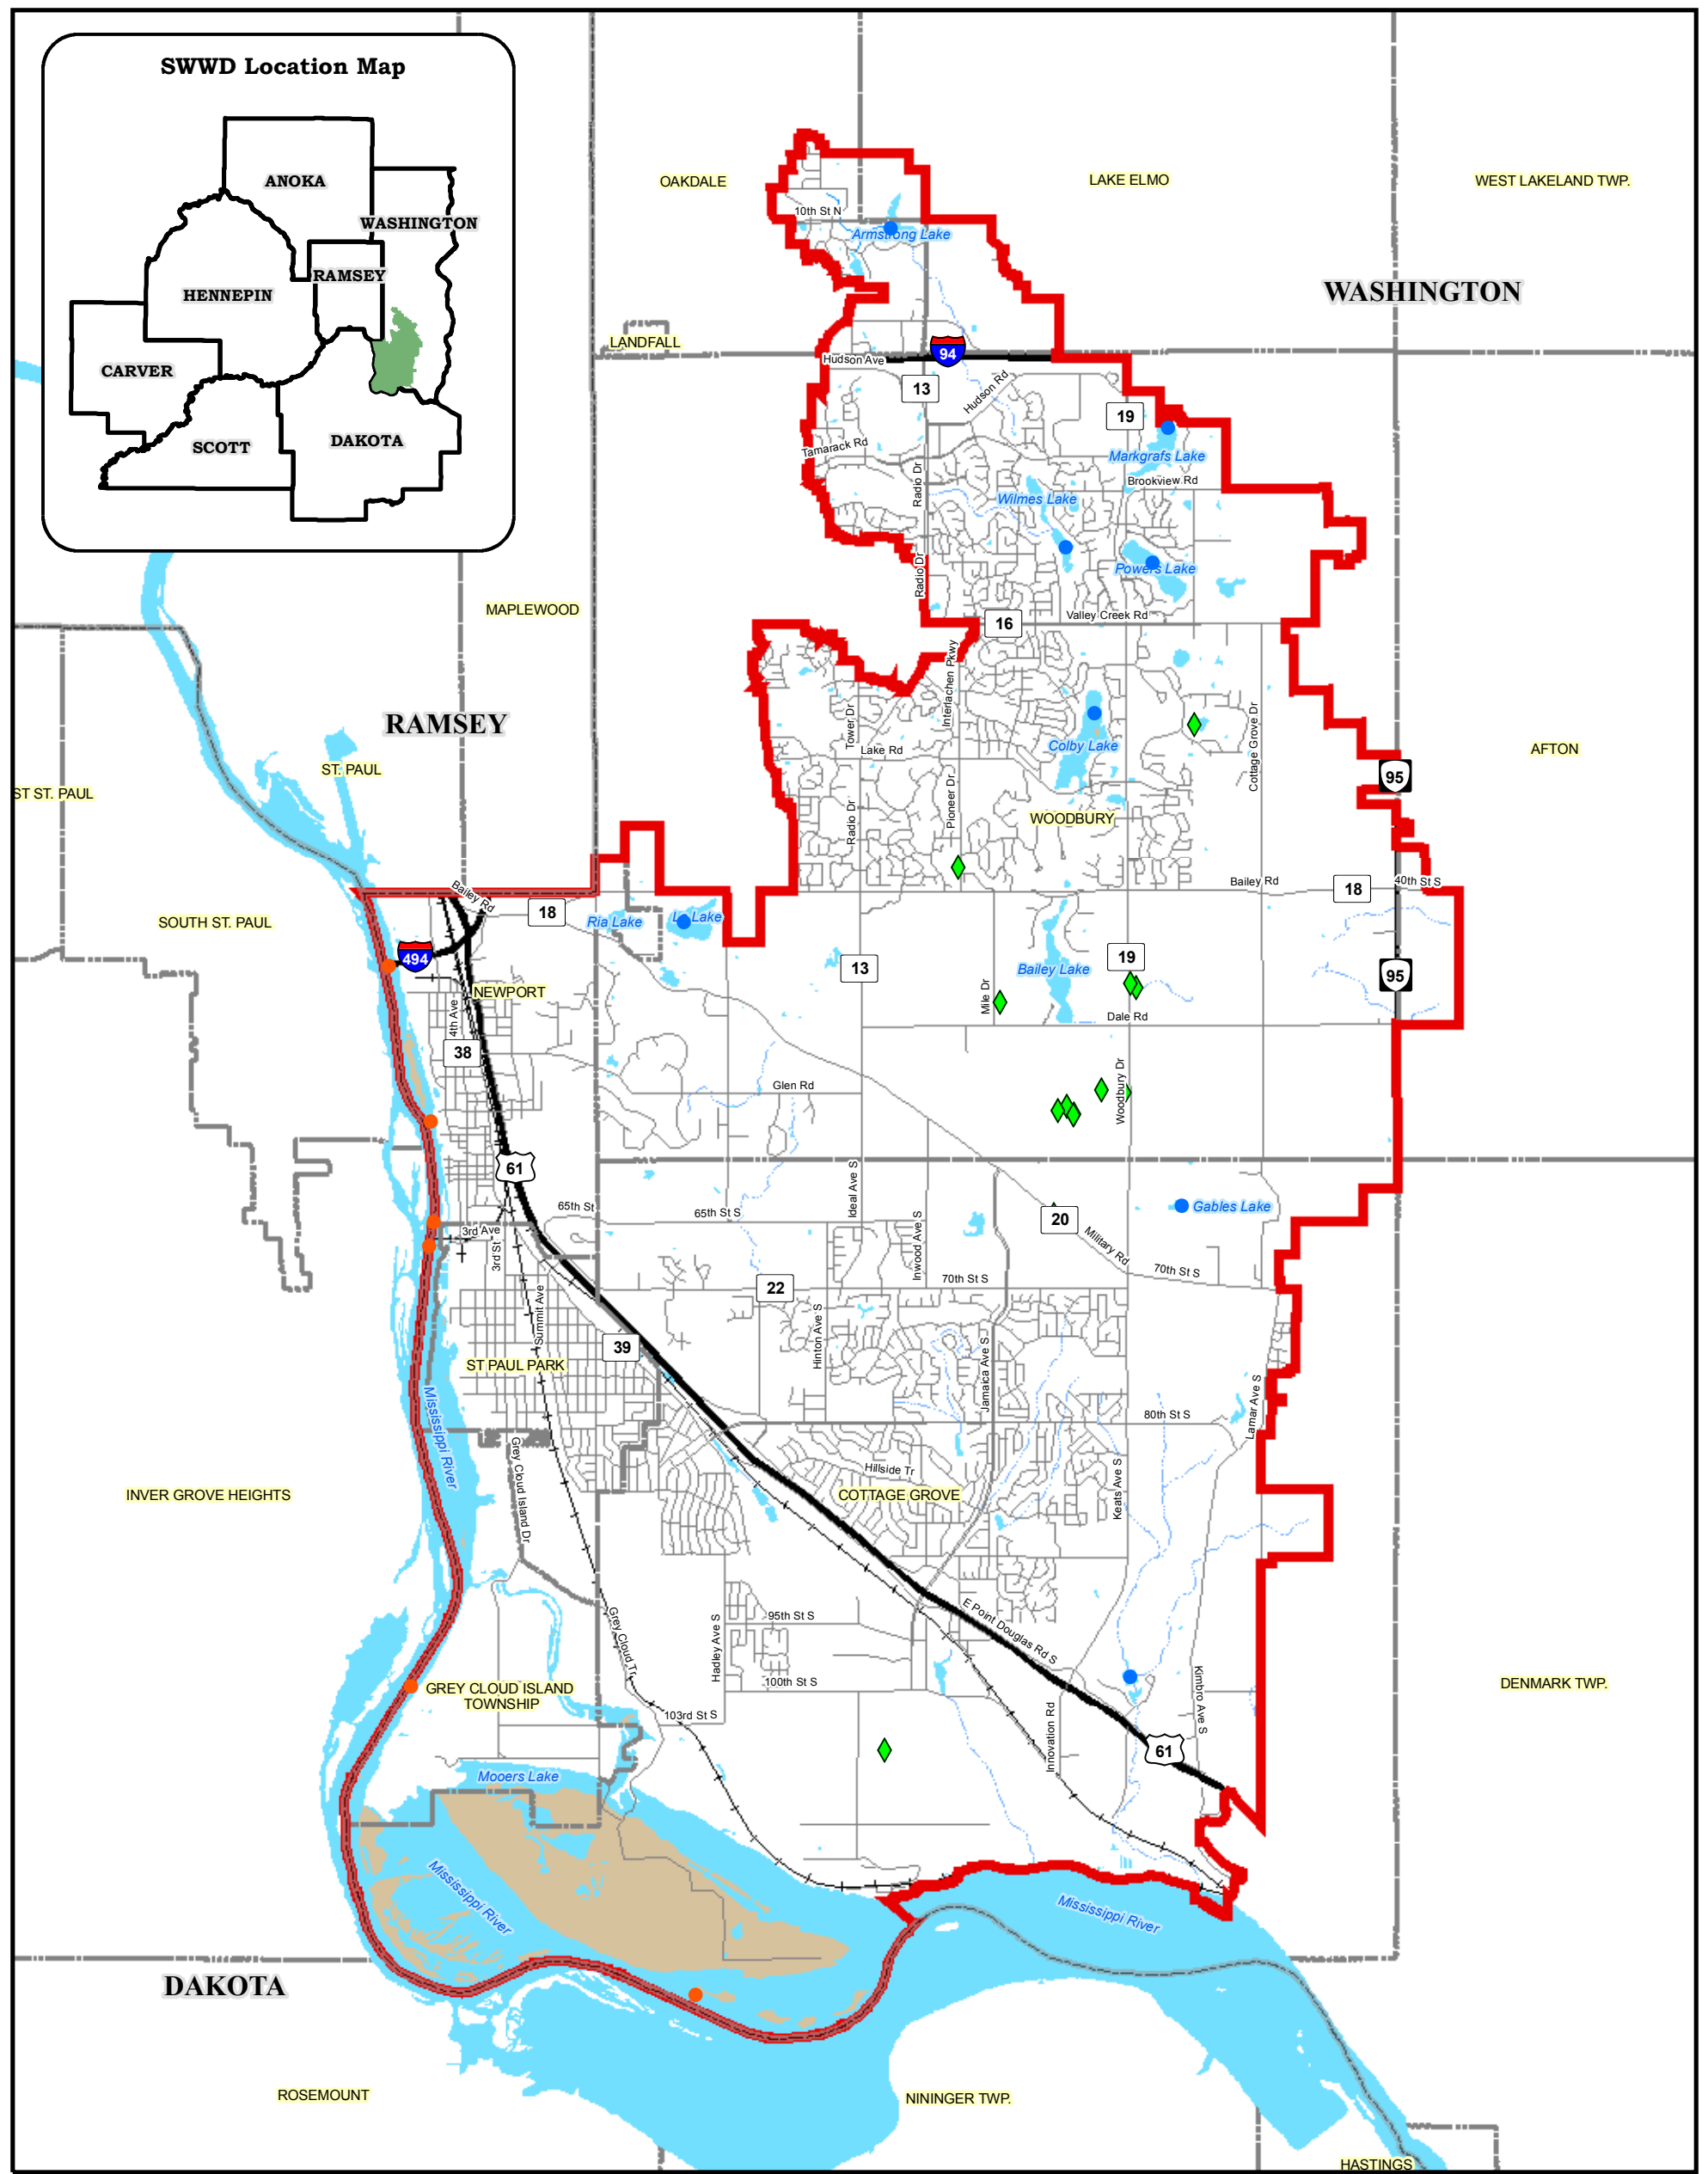 SWWD Location Map
ANOKA
WASHINGTON
RAMSEY
HENNEPIN
CARVER
SCOTT
DAKOTA
OAKDALE
LAKE ELMO
WEST LAKELAND TWP.
10th St N
Armstrong Lake
WASHINGTON
LANDFALL
Hudson Ave
94
13
Hudson Rd
19
Tamarack Rd
Markgrafs Lake
Radio Dr
Brookview Rd
Wilmes Lake
Radio Dr
Powers Lake
MAPLEWOOD
16
Valley Creek Rd
Interlachen Pkwy
RAMSEY
Tower Dr
Lake Rd
Colby Lake
Cottage Grove Dr
AFTON
ST. PAUL
95
ST ST. PAUL
Radio Dr
Pioneer Dr
WOODBURY
Bailey Rd
Bailey Rd
18
40th St S
18
SOUTH ST. PAUL
Ria Lake
Lake
494
13
19
Bailey Lake
95
NEWPORT
Mile Dr
4th Ave
Dale Rd
38
Glen Rd
Woodbury Dr
61
Ideal Ave S
65th St
65th St S
Gables Lake
20
3rd Ave
3rd St
Inwood Ave S
Military Rd
70th St S
70th St S
22
Summit Ave
Hinton Ave S
39
Jamaica Ave S
ST PAUL PARK
Mississippi River
Lamar Ave S
80th St S
Grey Cloud Island Dr
Hillside Tr
Keats Ave S
INVER GROVE HEIGHTS
COTTAGE GROVE
Grey Cloud Tr
95th St S
Hadley Ave S
E Point Douglas Rd S
GREY CLOUD ISLAND
TOWNSHIP
100th St S
Kimbro Ave S
DENMARK TWP.
103rd St S
Innovation Rd
61
Mooers Lake
Mississippi River
Mississippi River
DAKOTA
ROSEMOUNT
NININGER TWP.
HASTINGS